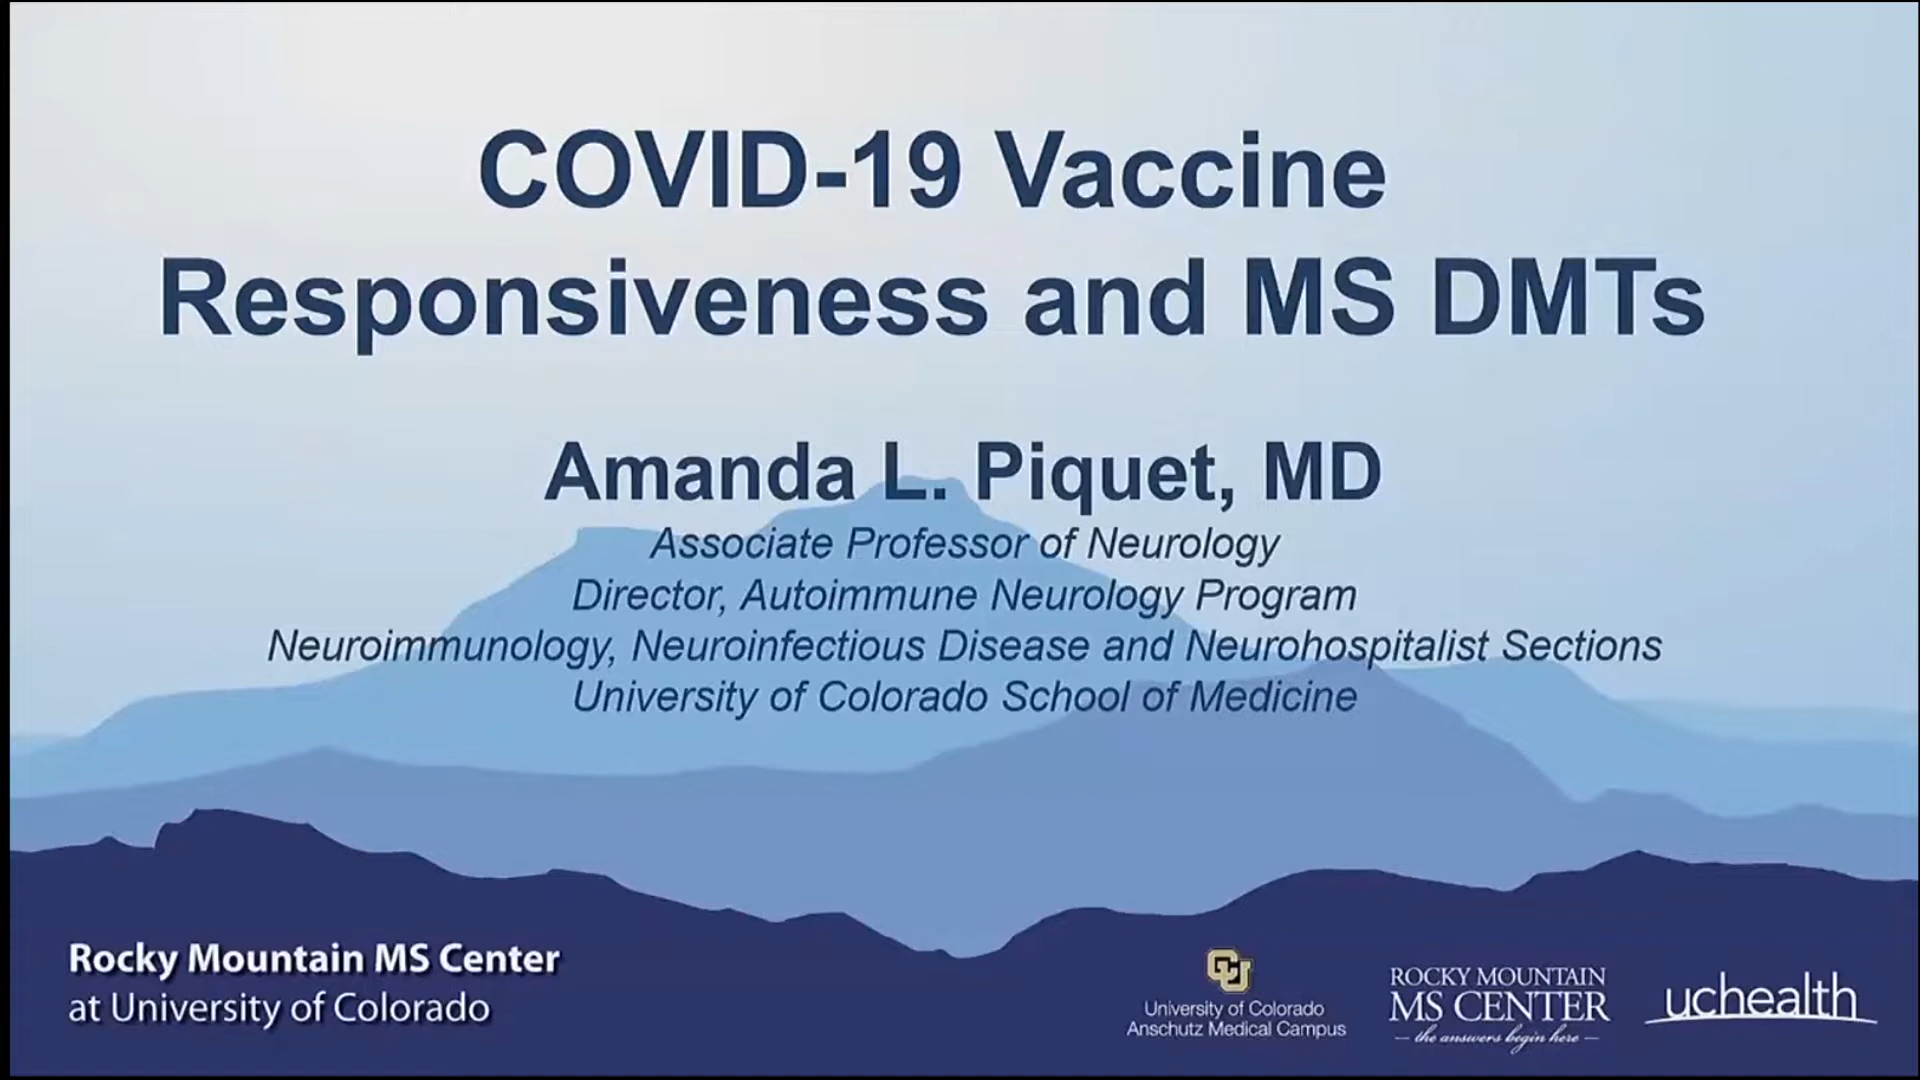 COVID-19 Vaccine
Responsiveness and MS DMTs
Amanda L. Piquet, MD
Associate Professor of Neurology
Director, Autoimmune Neurology Program
Neuroimmunology, Neuroinfectious Disease and Neurohospitalist Sections
University of Colorado School of Medicine
Rocky Mountain MS Center
at University of Colorado
CU
University of Colorado
Anschutz Medical Campus
ROCKY MOUNTAIN
MS CENTER
— the answers begin here —
uchealth